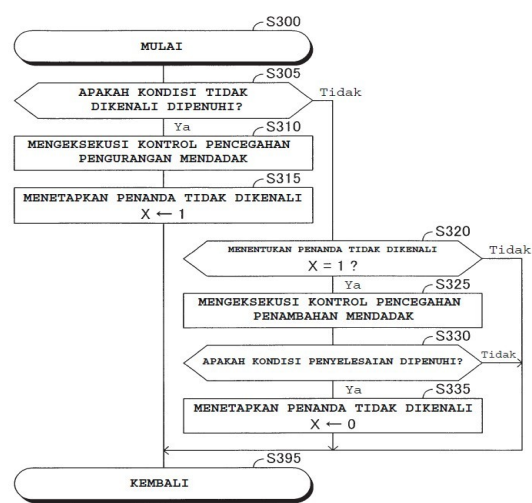 S300
MULAI
S305
APAKAH KONDISI TIDAK
DIKENALI DIPENUHI?
Tidak
Ya
S310
MENGEKSEKUSI KONTROL PENCEGAHAN
PENGURANGAN MENDADAK
S315
MENETAPKAN PENANDA TIDAK DIKENALI
X ← 1
S320
MENENTUKAN PENANDA TIDAK DIKENALI
X = 1 ?
Tidak
Ya
S325
MENGEKSEKUSI KONTROL PENCEGAHAN
PENAMBAHAN MENDADAK
S330
APAKAH KONDISI PENYELESAIAN DIPENUHI?
Tidak
Ya
S335
MENETAPKAN PENANDA TIDAK DIKENALI
X ← 0
S395
KEMBALI